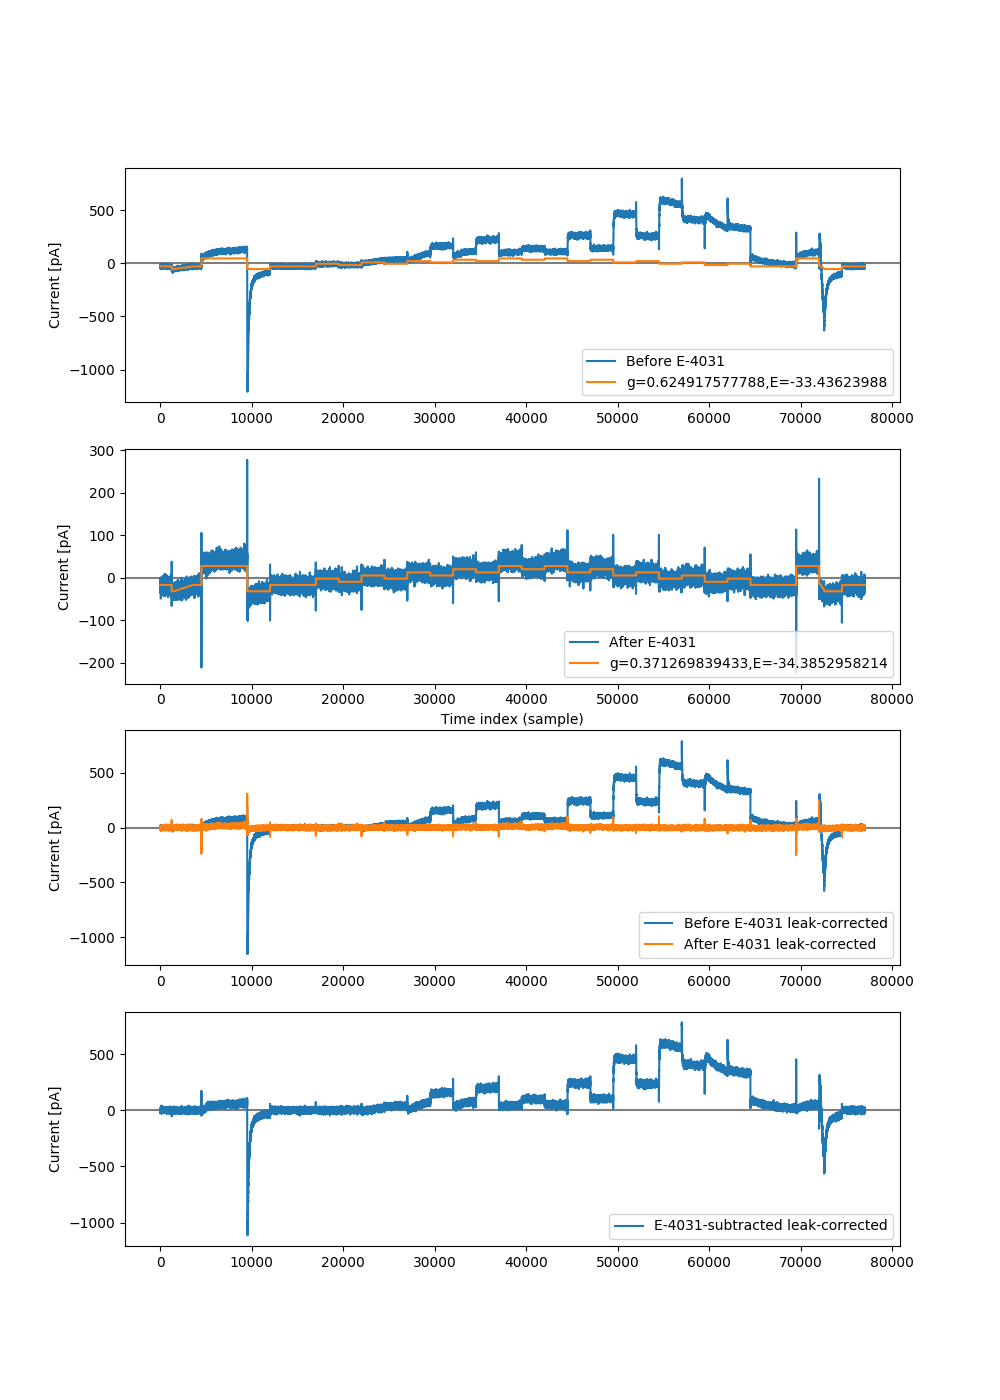 500
0
−500
−1000
Current [pA]
Before E-4031
g=0.624917577788,E=-33.43623988
0 10000 20000 30000 40000 50000 60000 70000 80000
300
200
100
0
−100
−200
Current [pA]
After E-4031
g=0.371269839433,E=-34.3852958214
0 10000 20000 30000 40000 50000 60000 70000 80000
Time index (sample)
500
0
−500
−1000
Current [pA]
Before E-4031 leak-corrected
After E-4031 leak-corrected
0 10000 20000 30000 40000 50000 60000 70000 80000
500
0
−500
−1000
Current [pA]
E-4031-subtracted leak-corrected
0 10000 20000 30000 40000 50000 60000 70000 80000